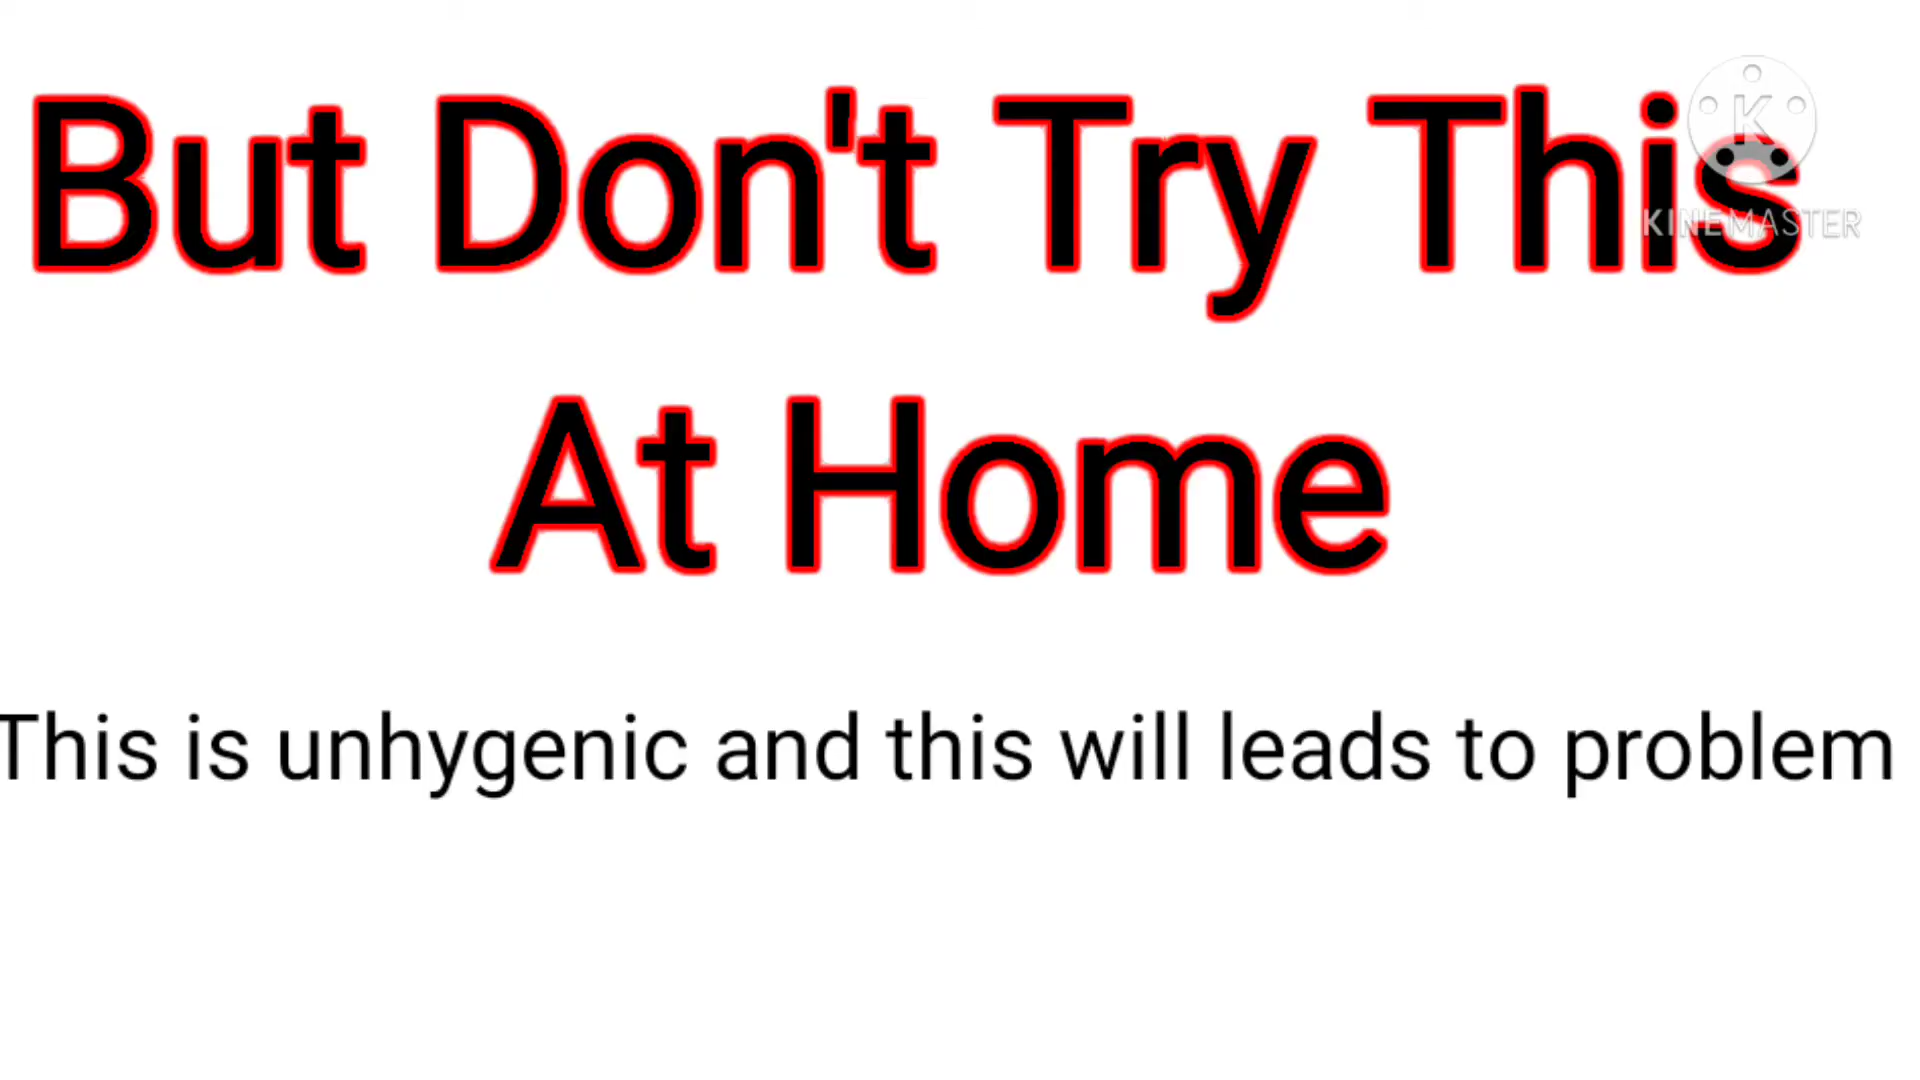 But Don't Try This
At Home
K
KINEMASTER
This is unhygenic and this will leads to problem